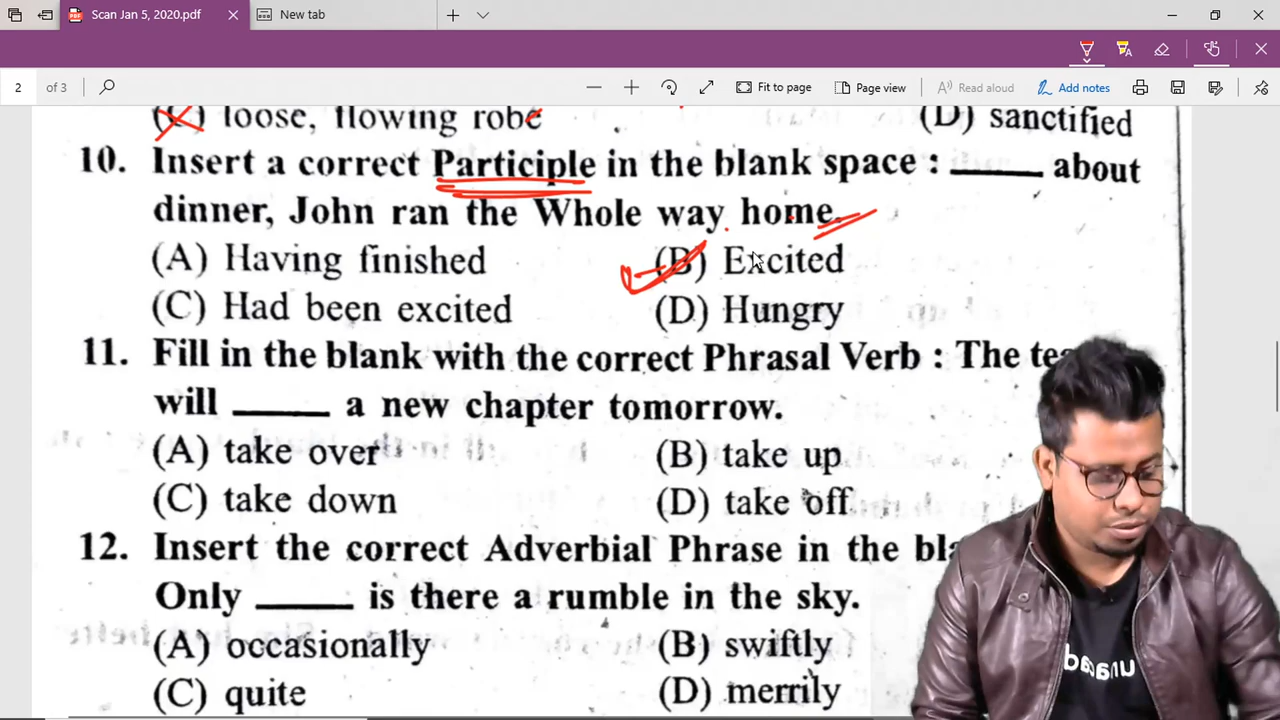 Scan Jan 5, 2020.pdf
New tab
2 of 3
Fit to page
Page view
Read aloud
Add notes
(C) loose, flowing robe (D) sanctified
10. Insert a correct Participle in the blank space : ______ about
dinner, John ran the Whole way home.
(A) Having finished (B) Excited
(C) Had been excited (D) Hungry
11. Fill in the blank with the correct Phrasal Verb : The
will ______ a new chapter tomorrow.
(A) take over (B) take up
(C) take down (D) take off
12. Insert the correct Adverbial Phrase in the
Only ______ is there a rumble in the sky.
(A) occasionally (B) swiftly
(C) quite (D) merrily